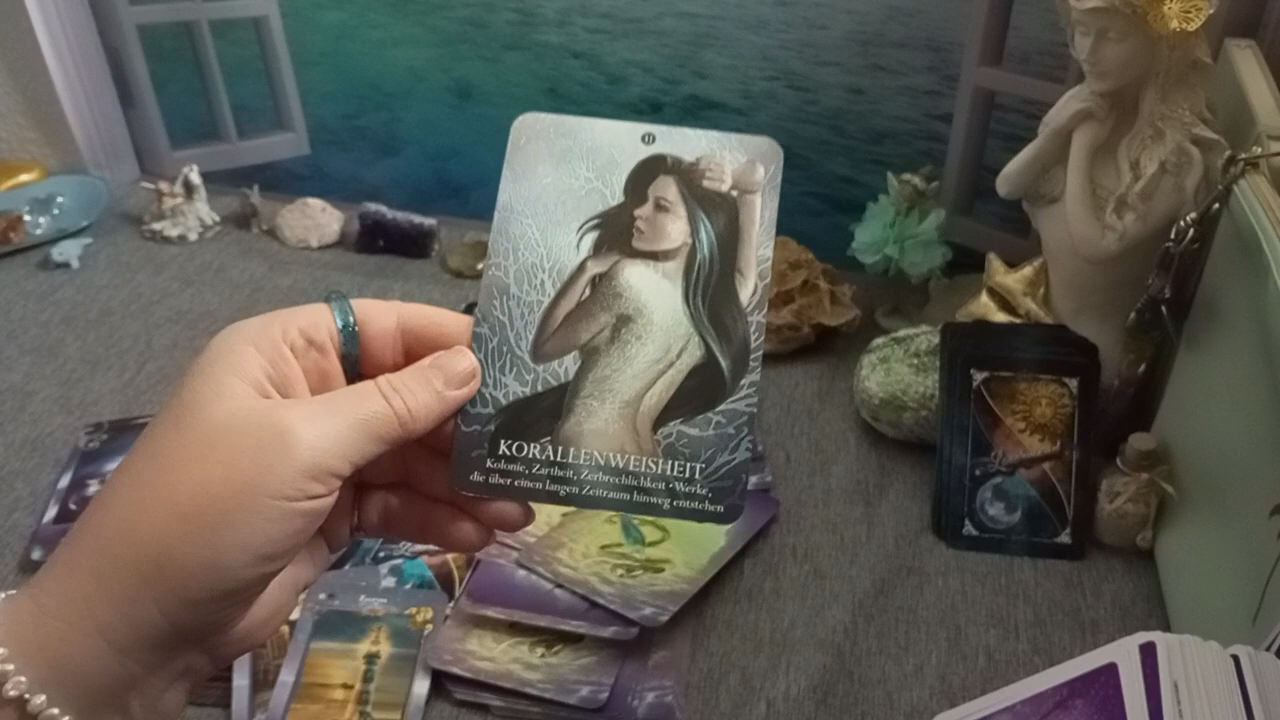 11
KORALLENWEISHEIT
Kolonie, Zartheit, Zerbrechlichkeit • Werke,
die über einen langen Zeitraum hinweg entstehen